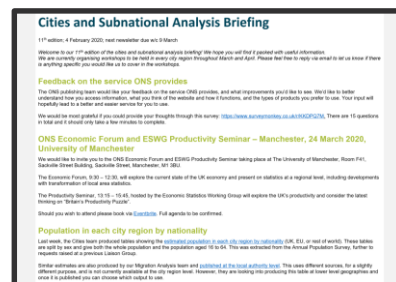 Cities and Subnational Analysis Briefing
11th edition; 4 February 2020; next newsletter due w/c 9 March
Welcome to our 11th edition of the cities and subnational analysis briefing! We hope you will find it packed with useful information.
We are currently organising workshops to be held in every city region throughout March and April. Please feel free to reply via email to let us know if there
is anything specific you would like us to cover in the workshops.
Feedback on the service ONS provides
The ONS publishing team would like your feedback on the service ONS provides, and what improvements you'd like to see. We'd like to better
understand how you access information, what you think of the website and how it functions, and the types of products you prefer to use. Your input will
hopefully lead to a better and easier service for you to use.
We would be most grateful if you could provide your thoughts through this survey: There are 15 questions
in total and it should only take a few minutes to complete.
ONS Economic Forum and ESWG Productivity Seminar – Manchester, 24 March 2020,
University of Manchester
We would like to invite you to the ONS Economic Forum and ESWG Productivity Seminar taking place at The University of Manchester, Room F41,
Sackville Street Building, Sackville Street, Manchester, M1 3BU.
The Economic Forum, 9:30 – 12:30, will explore the current state of the UK economy and present on statistics at a regional level, including developments
with transformation of local area statistics.
The Productivity Seminar, 13:15 – 15:45, hosted by the Economic Statistics Working Group will explore the UK's productivity and consider the latest
thinking on 'Britain's Productivity Puzzle'.
Should you wish to attend please book via Eventbrite. Full agenda to be confirmed.
Population in each city region by nationality
Last week, the Cities team produced tables showing the estimated population in each city region by nationality (UK, EU, or rest of world). These tables
are split by sex and give both the whole population and the population aged 16 to 64. This was extracted from the Annual Population Survey, further to
requests raised at a previous Liaison Group.
Similar estimates are also produced by our Migration Analysis team and published at the local authority level. This uses different sources, for a slightly
different purpose, and is not currently available at the city region level. However, they are looking into producing this table at lower level geographies and
once it is published you can choose which output to use.